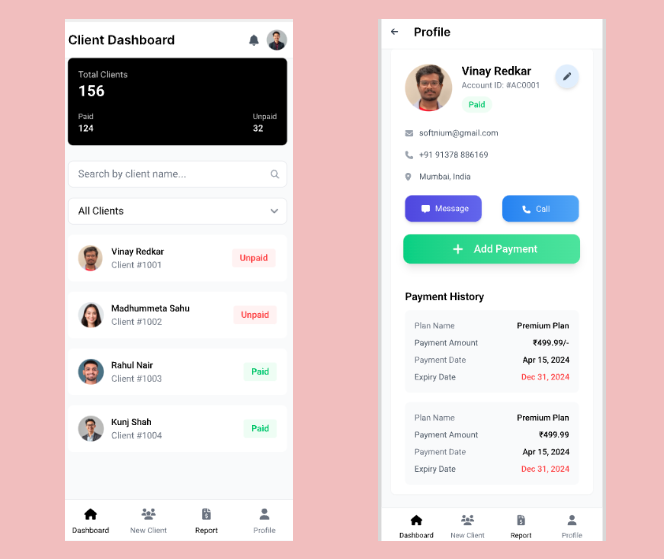 Client Dashboard
Total Clients
156
Paid Unpaid
124 32
Search by client name...
All Clients
Vinay Redkar
Client #1001
Unpaid
Madhummeta Sahu
Client #1002
Unpaid
Rahul Nair
Client #1003
Paid
Kunj Shah
Client #1004
Paid
Dashboard New Client Report Profile
Profile
Vinay Redkar
Account ID: #AC0001
Paid
softnium@gmail.com
+91 91378 886169
Mumbai, India
Message Call
Add Payment
Payment History
Plan Name Premium Plan
Payment Amount ₹499.99/-
Payment Date Apr 15, 2024
Expiry Date Dec 31, 2024
Plan Name Premium Plan
Payment Amount ₹499.99
Payment Date Apr 15, 2024
Expiry Date Dec 31, 2024
Dashboard New Client Report Profile